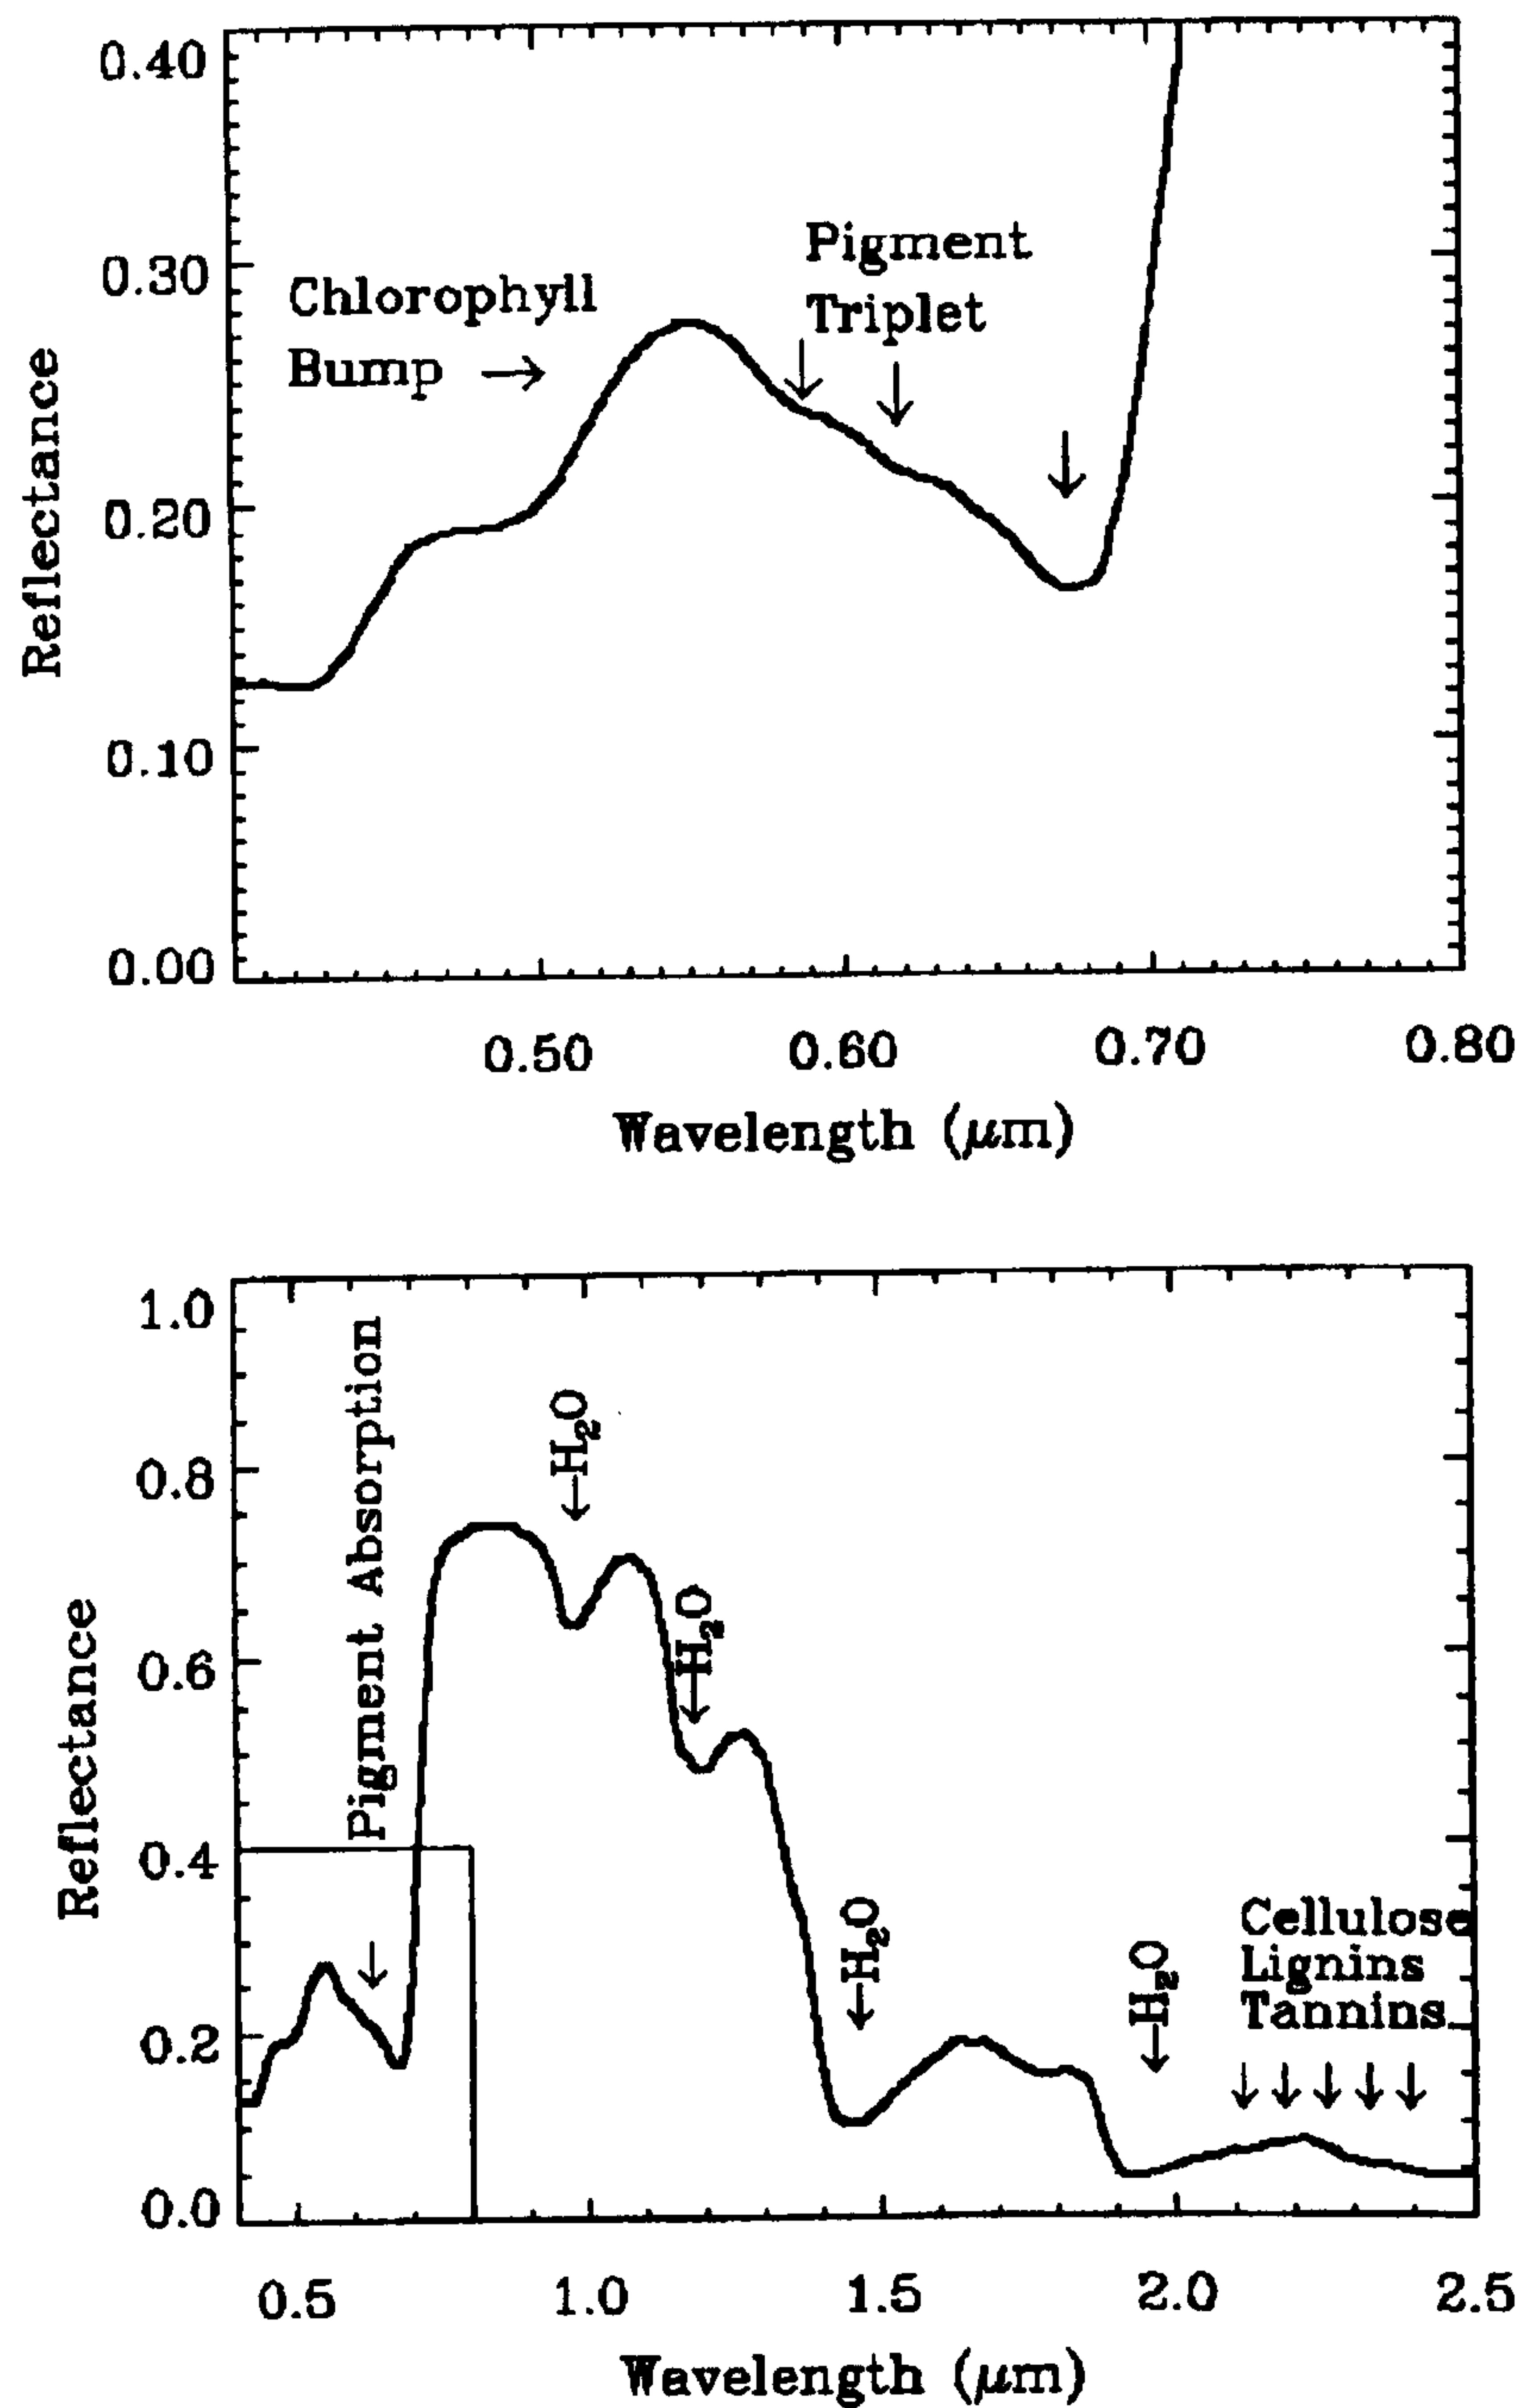 0.40
0.30
0.20
0.10
0.00
Reflectance
Chlorophyll
Bump
Pigment
Triplet
0.50 0.60 0.70 0.80
Wavelength (μm)
1.0
0.8
0.6
0.4
0.2
0.0
Reflectance
Pigment Absorption
H₂O
H₂O
H₂O
H₂O
Cellulose
Lignins
Tannins
0.5 1.0 1.5 2.0 2.5
Wavelength (μm)